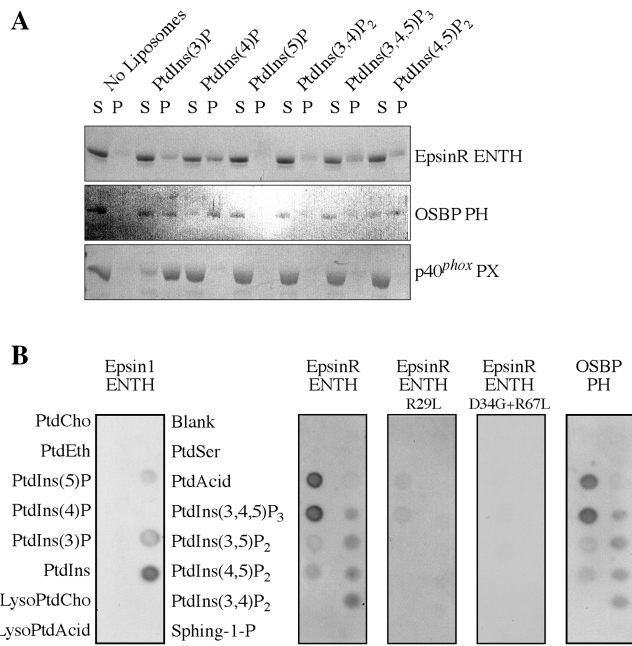 A
No Liposomes
PtdIns(3)P
PtdIns(4)P
PtdIns(5)P
PtdIns(3,4)P2
PtdIns(3,4,5)P3
PtdIns(4,5)P2
S P S P S P S P S P S P S P
EpsinR ENTH
OSBP PH
p40phox PX
B
Epsin1
ENTH
EpsinR
ENTH
EpsinR
ENTH
R29L
EpsinR
ENTH
D34G+R67L
OSBP
PH
PtdCho Blank
PtdEth PtdSer
PtdIns(5)P PtdAcid
PtdIns(4)P PtdIns(3,4,5)P3
PtdIns(3)P PtdIns(3,5)P2
PtdIns PtdIns(4,5)P2
LysoPtdCho PtdIns(3,4)P2
LysoPtdAcid Sphing-1-P